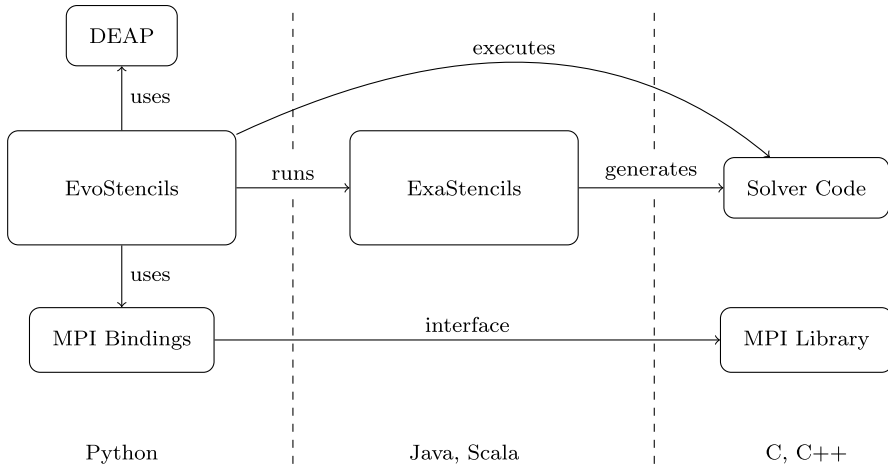 DEAP
executes
uses
EvoStencils
runs
ExaStencils
generates
Solver Code
uses
MPI Bindings
interface
MPI Library
Python
Java, Scala
C, C++